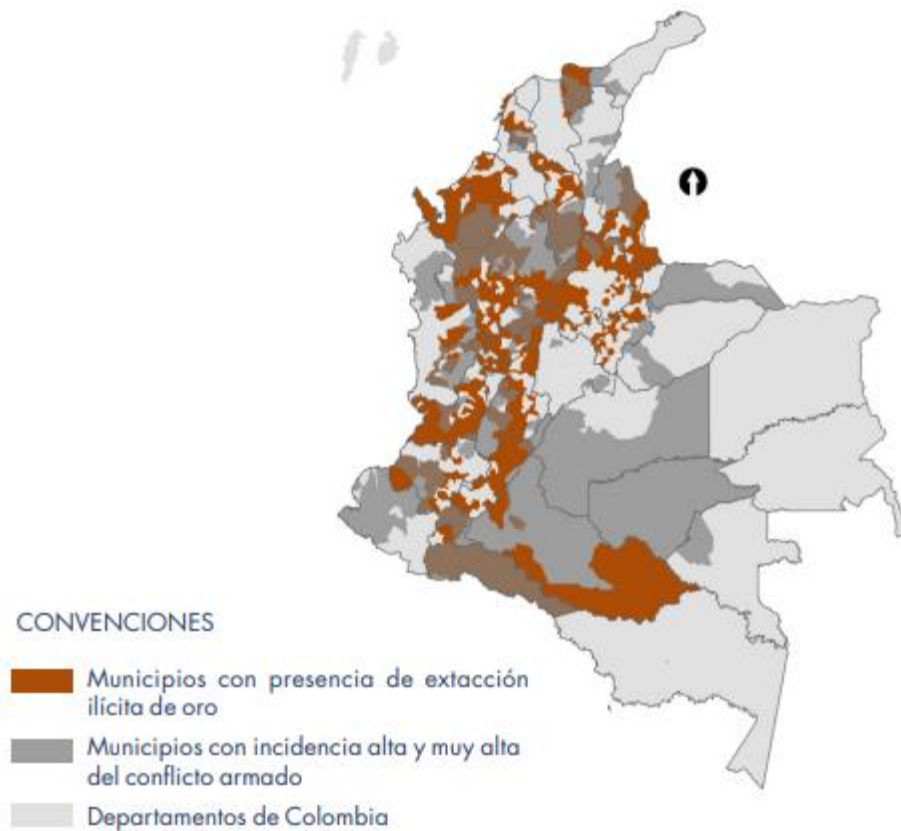 CONVENCIONES
Municipios con presencia de extacción
ilícita de oro
Municipios con incidencia alta y muy alta
del conflicto armado
Departamentos de Colombia